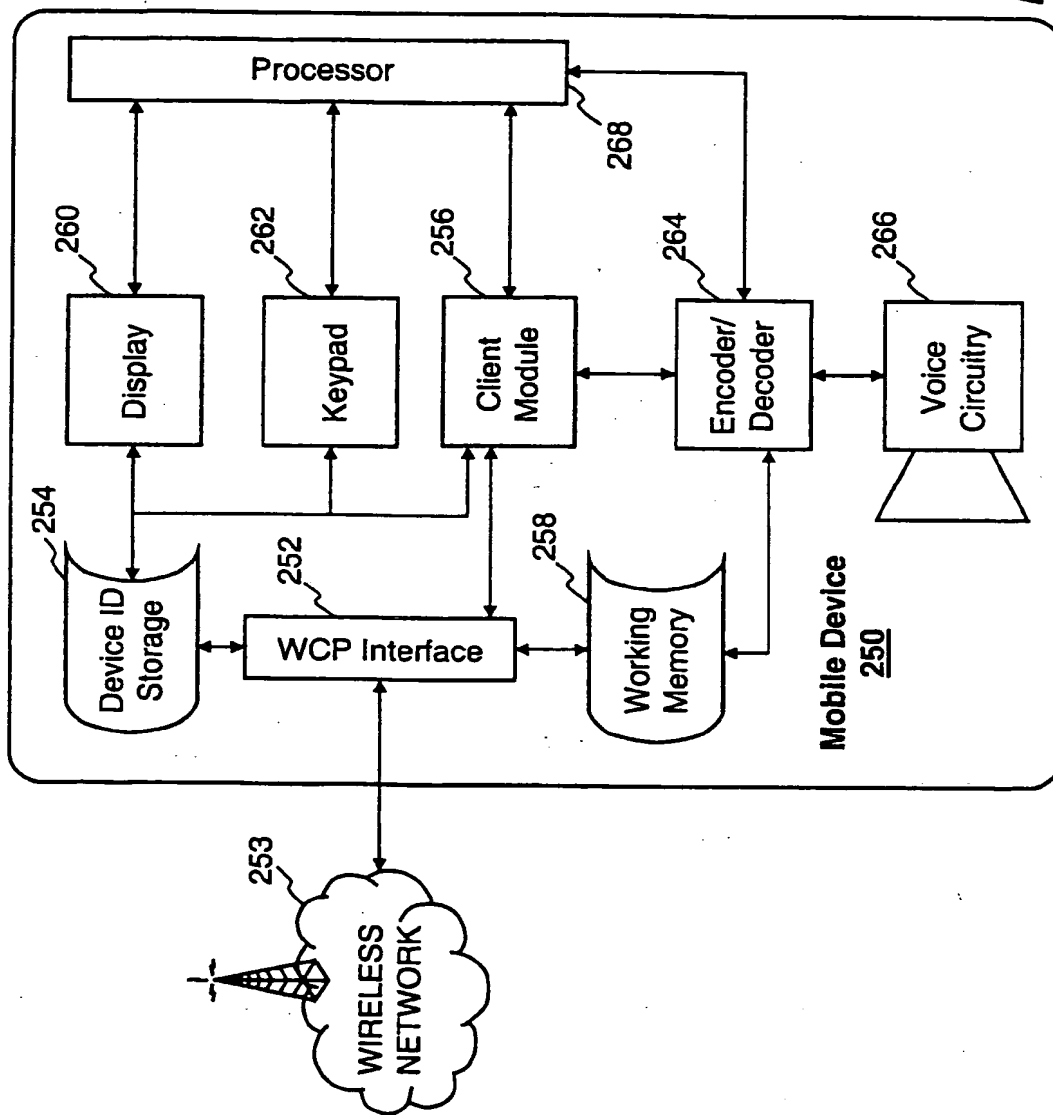 Processor
268
260
Display
262
Keypad
256
Client
Module
264
Encoder/
Decoder
266
Voice
Circuitry
254
Device ID
Storage
252
WCP Interface
258
Working
Memory
Mobile Device
250
253
WIRELESS
NETWORK